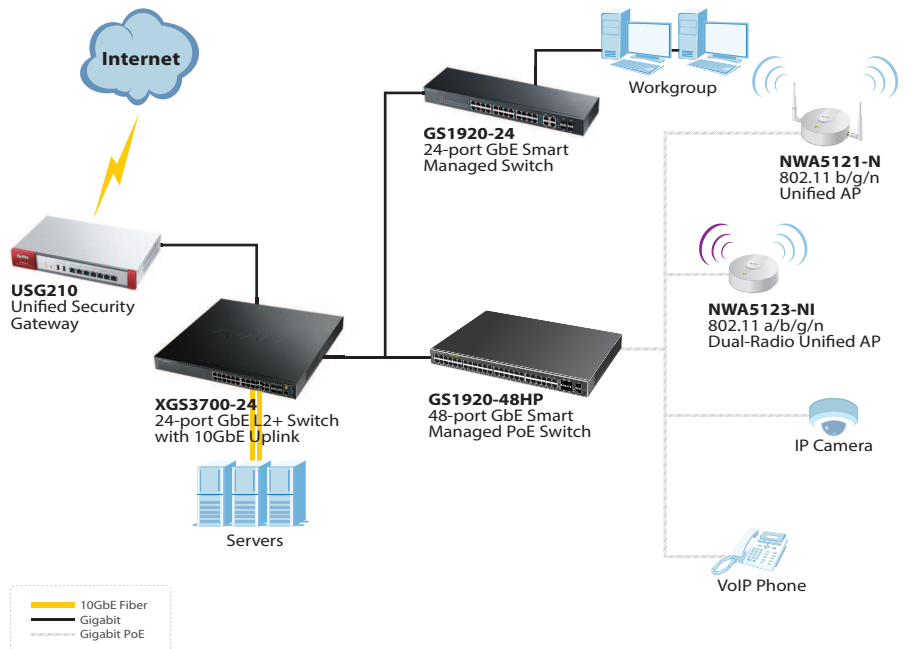 Internet
Workgroup
GS1920-24
24-port GbE Smart
Managed Switch
NWA5121-N
802.11 b/g/n
Unified AP
USG210
Unified Security
Gateway
NWA5123-NI
802.11 a/b/g/n
Dual-Radio Unified AP
XGS3700-24
24-port GbE L2+ Switch
with 10GbE Uplink
GS1920-48HP
48-port GbE Smart
Managed PoE Switch
IP Camera
Servers
VoIP Phone
10GbE Fiber
Gigabit
Gigabit PoE